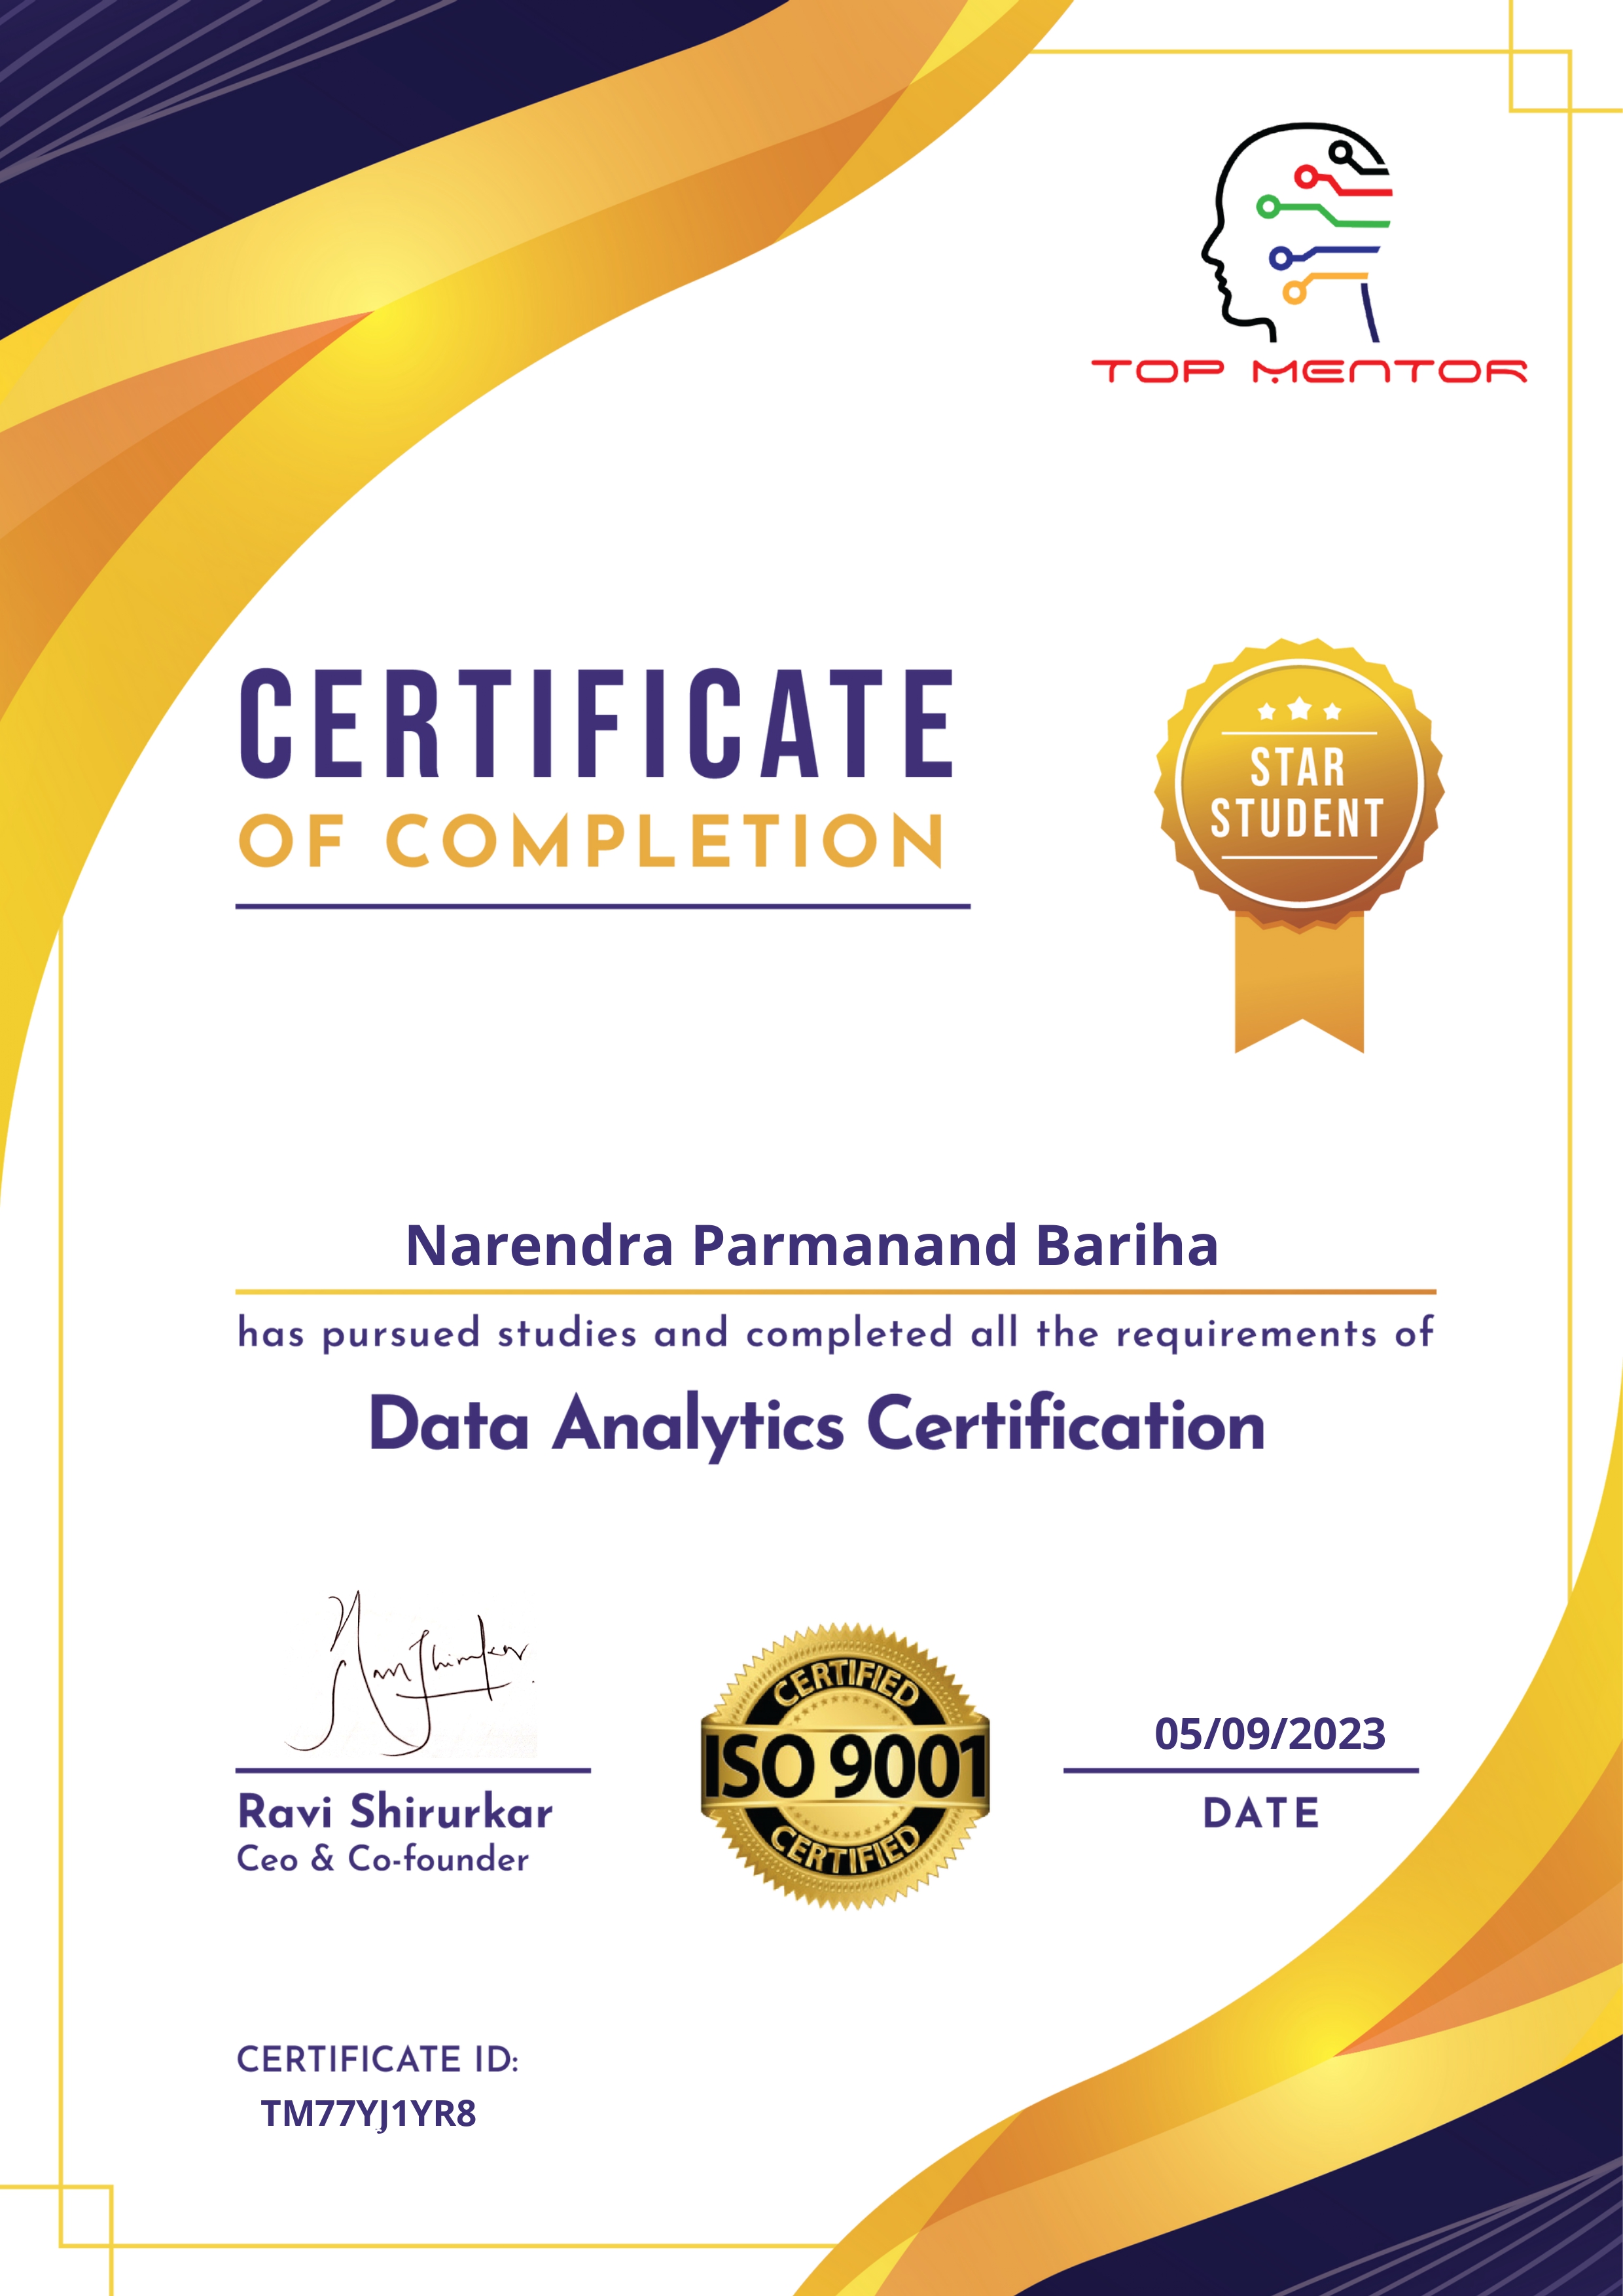 TOP MENTOR
CERTIFICATE
OF COMPLETION
STAR
STUDENT
Narendra Parmanand Bariha
has pursued studies and completed all the requirements of
Data Analytics Certification
CERTIFIED
ISO 9001
CERTIFIED
05/09/2023
DATE
Ravi Shirurkar
Ceo & Co-founder
CERTIFICATE ID:
TM77YJ1YR8